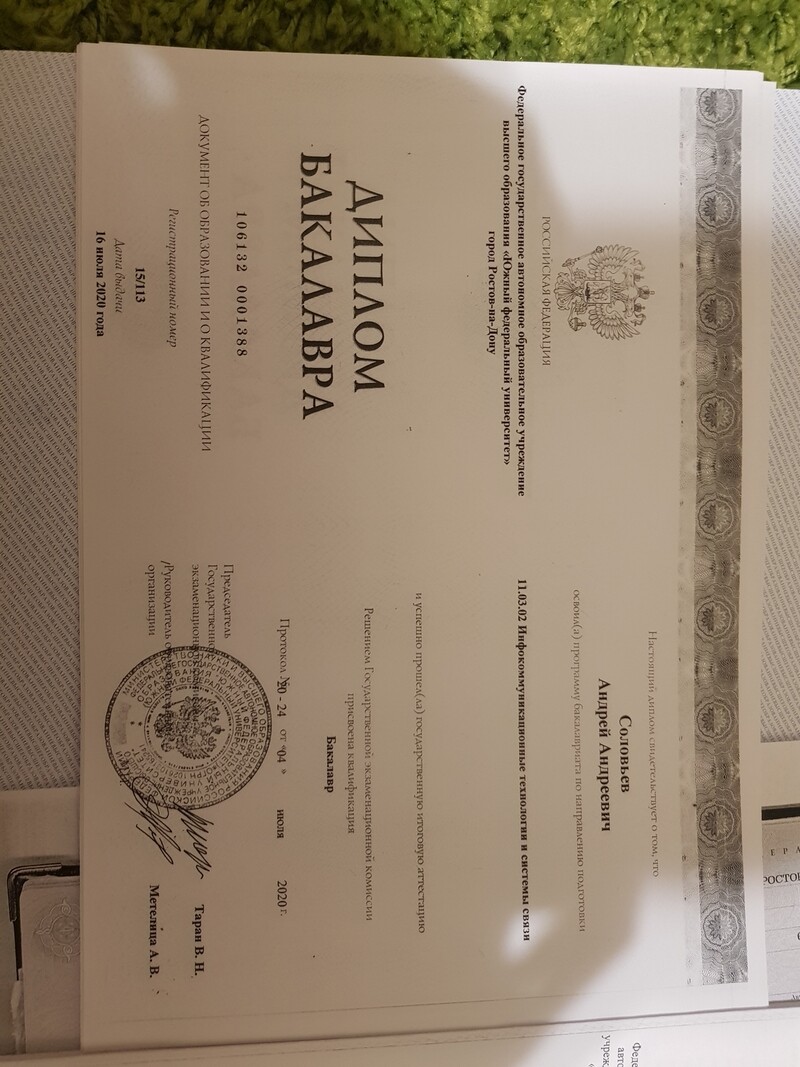 РОССИЙСКАЯ ФЕДЕРАЦИЯ
Федеральное государственное автономное образовательное учреждение
высшего образования «Южный федеральный университет»
город Ростов-на-Дону
ДИПЛОМ
БАКАЛАВРА
106132 0001388
ДОКУМЕНТ ОБ ОБРАЗОВАНИИ И О КВАЛИФИКАЦИИ
Регистрационный номер
15/113
Дата выдачи
16 июля 2020 года
Настоящий диплом свидетельствует о том, что
Соловьев
Андрей Андреевич
освоил(а) программу бакалавриата по направлению подготовки
11.03.02 Инфокоммуникационные технологии и системы связи
и успешно прошел(ла) государственную итоговую аттестацию
Решением Государственной экзаменационной комиссии
присвоена квалификация
Бакалавр
Протокол №20 - 24 от «04» июля 2020 г.
Председатель
Государственной
экзаменационной
Таран В. Н.
Руководитель
организации
Метелица А. В.